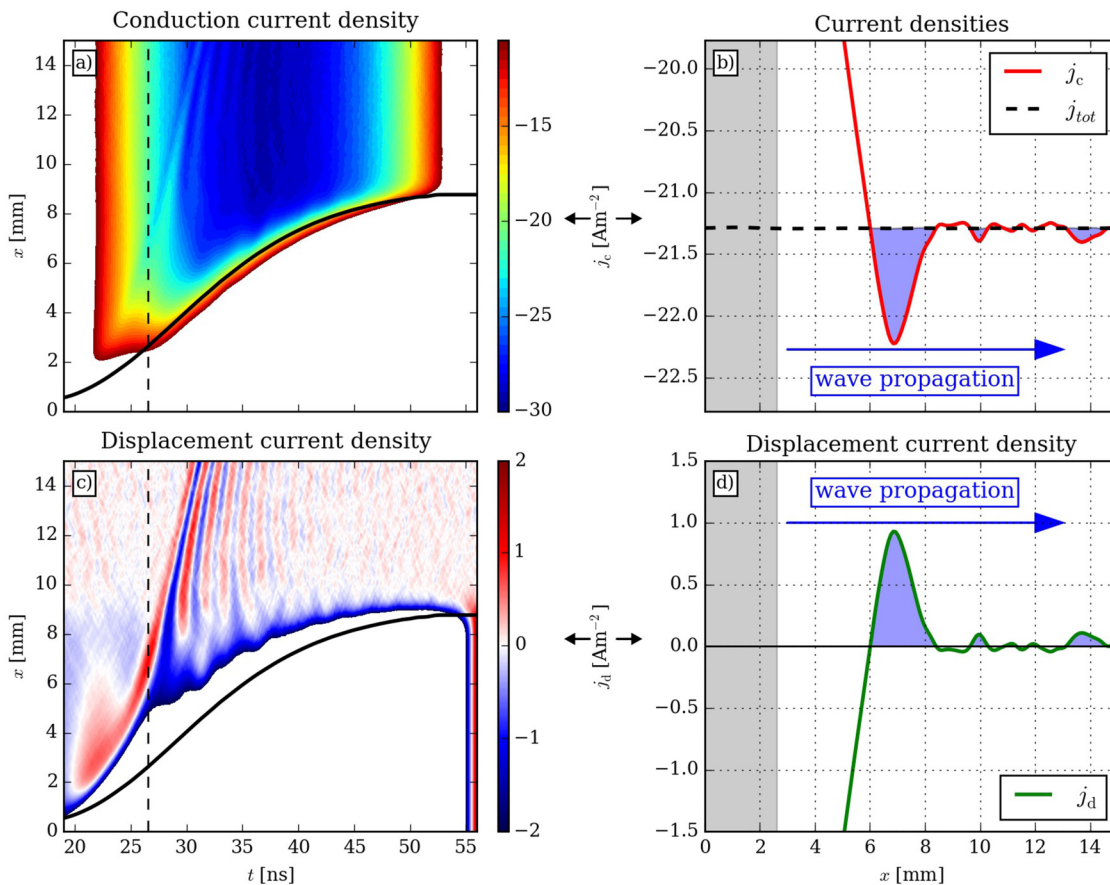 Conduction current density
a)
14
12
10
8
6
4
2
0
x [mm]
−15
−20
−25
−30
j_c [Am⁻²]
Current densities
b)
j_c
j_tot
−20.0
−20.5
−21.0
−21.5
−22.0
−22.5
wave propagation
Displacement current density
c)
14
12
10
8
6
4
2
0
x [mm]
20 25 30 35 40 45 50 55
t [ns]
2
1
0
−1
−2
j_d [Am⁻²]
Displacement current density
d)
wave propagation
1.5
1.0
0.5
0.0
−0.5
−1.0
−1.5
j_d
0 2 4 6 8 10 12 14
x [mm]